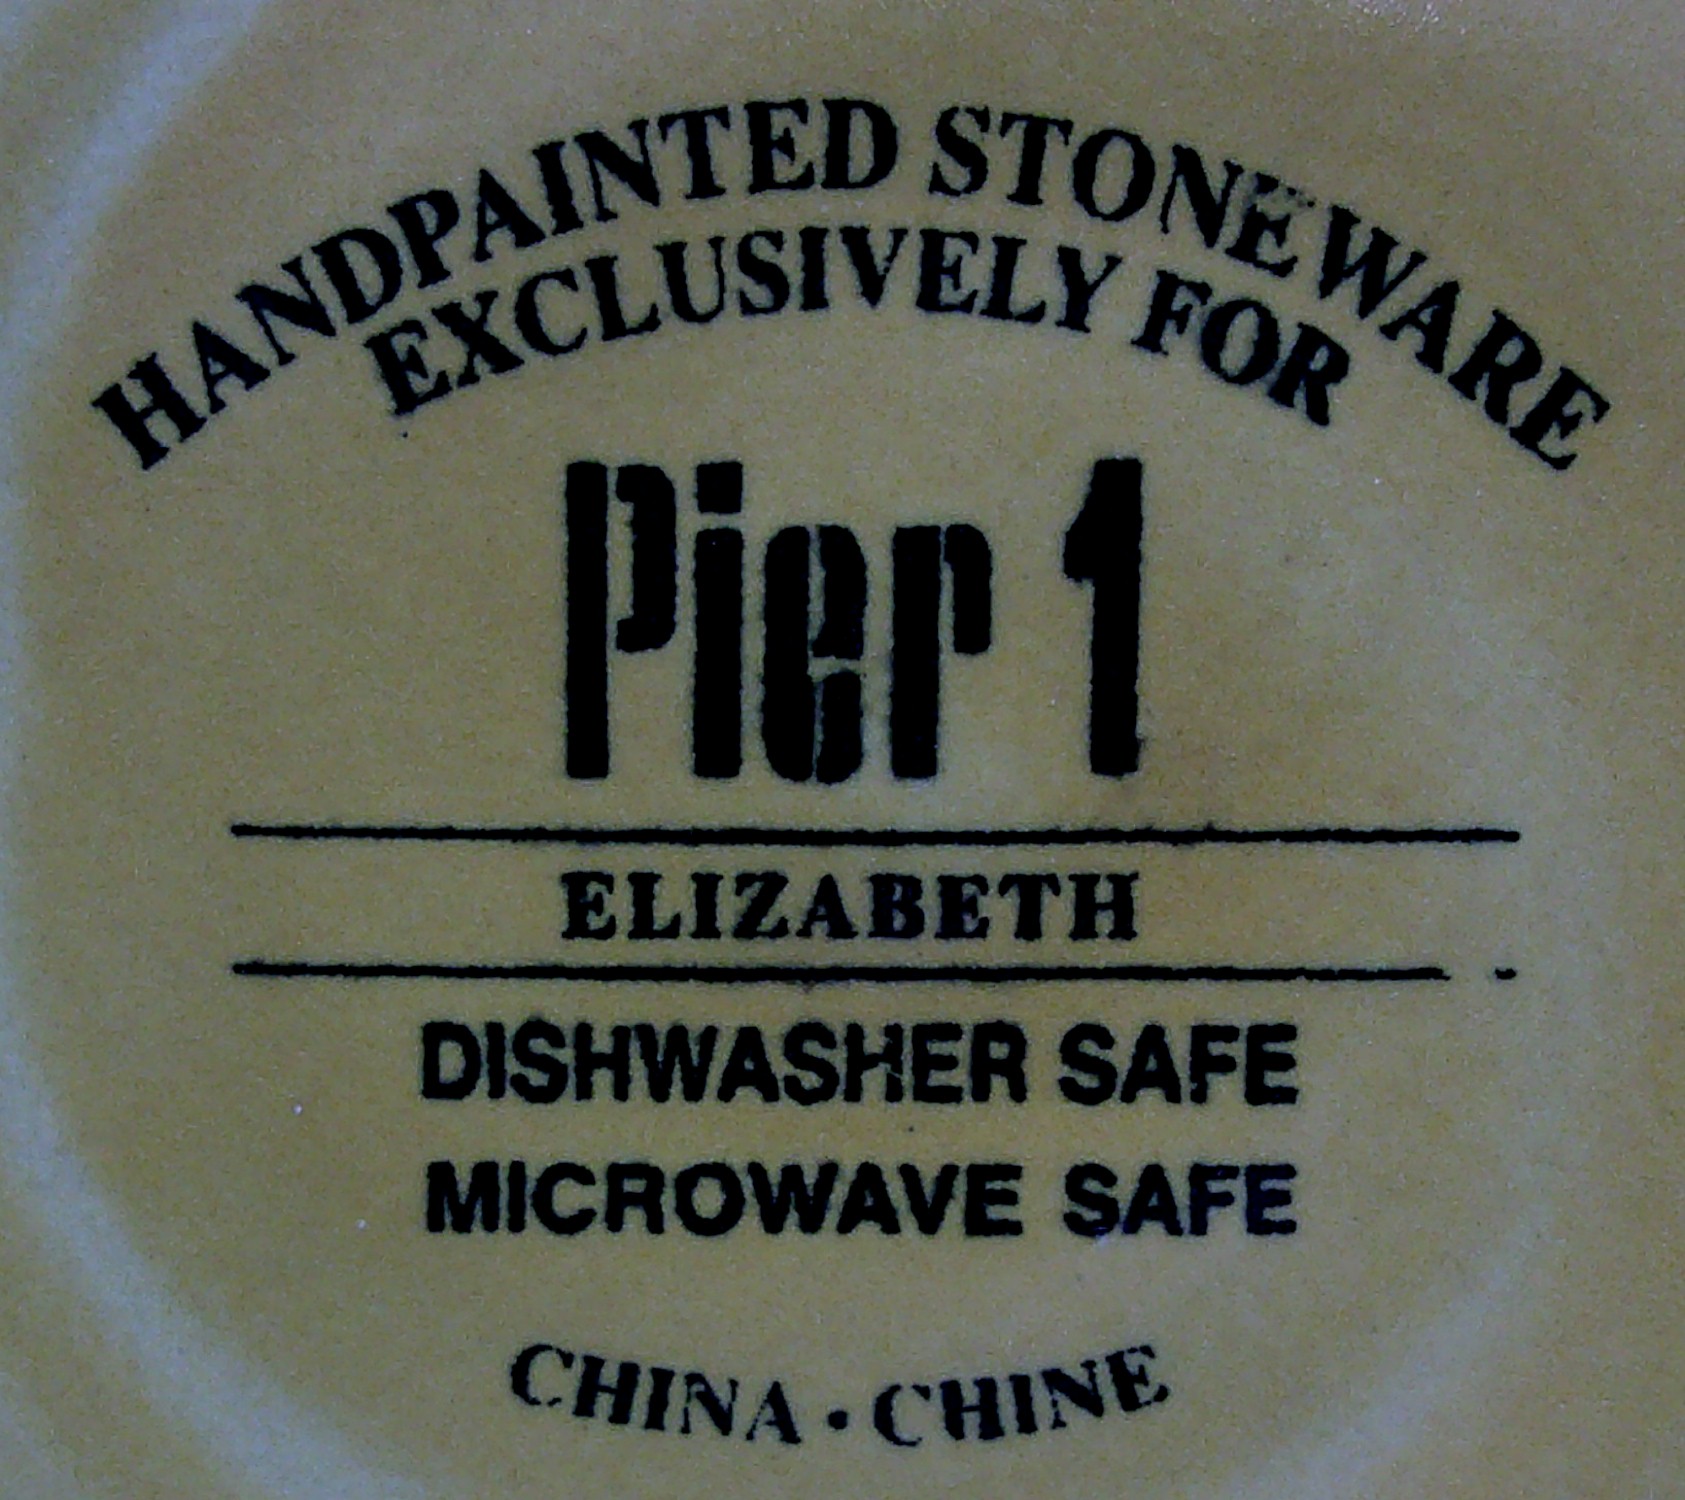 HANDPAINTED STONEWARE
EXCLUSIVELY FOR
Pier 1
ELIZABETH
DISHWASHER SAFE
MICROWAVE SAFE
CHINA · CHINE